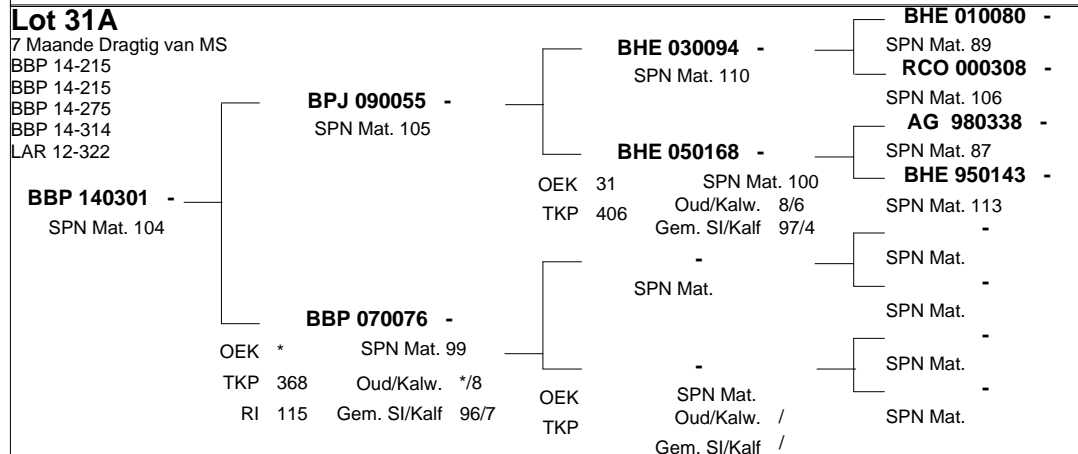 Lot 31A
7 Maande Dragtig van MS
BBP 14-215
BBP 14-215
BBP 14-275
BBP 14-314
LAR 12-322
BBP 140301 -
SPN Mat. 104
BPJ 090055 -
SPN Mat. 105
BBP 070076 -
OEK * SPN Mat. 99
TKP 368 Oud/Kalw. */8
RI 115 Gem. SI/Kalf 96/7
BHE 030094 -
SPN Mat. 110
BHE 050168 -
OEK 31 SPN Mat. 100
TKP 406 Oud/Kalw. 8/6
Gem. SI/Kalf 97/4
-
SPN Mat.
-
OEK SPN Mat.
TKP Oud/Kalw. /
Gem. SI/Kalf /
BHE 010080 -
SPN Mat. 89
RCO 000308 -
SPN Mat. 106
AG 980338 -
SPN Mat. 87
BHE 950143 -
SPN Mat. 113
-
SPN Mat.
-
SPN Mat.
-
SPN Mat.
-
SPN Mat.